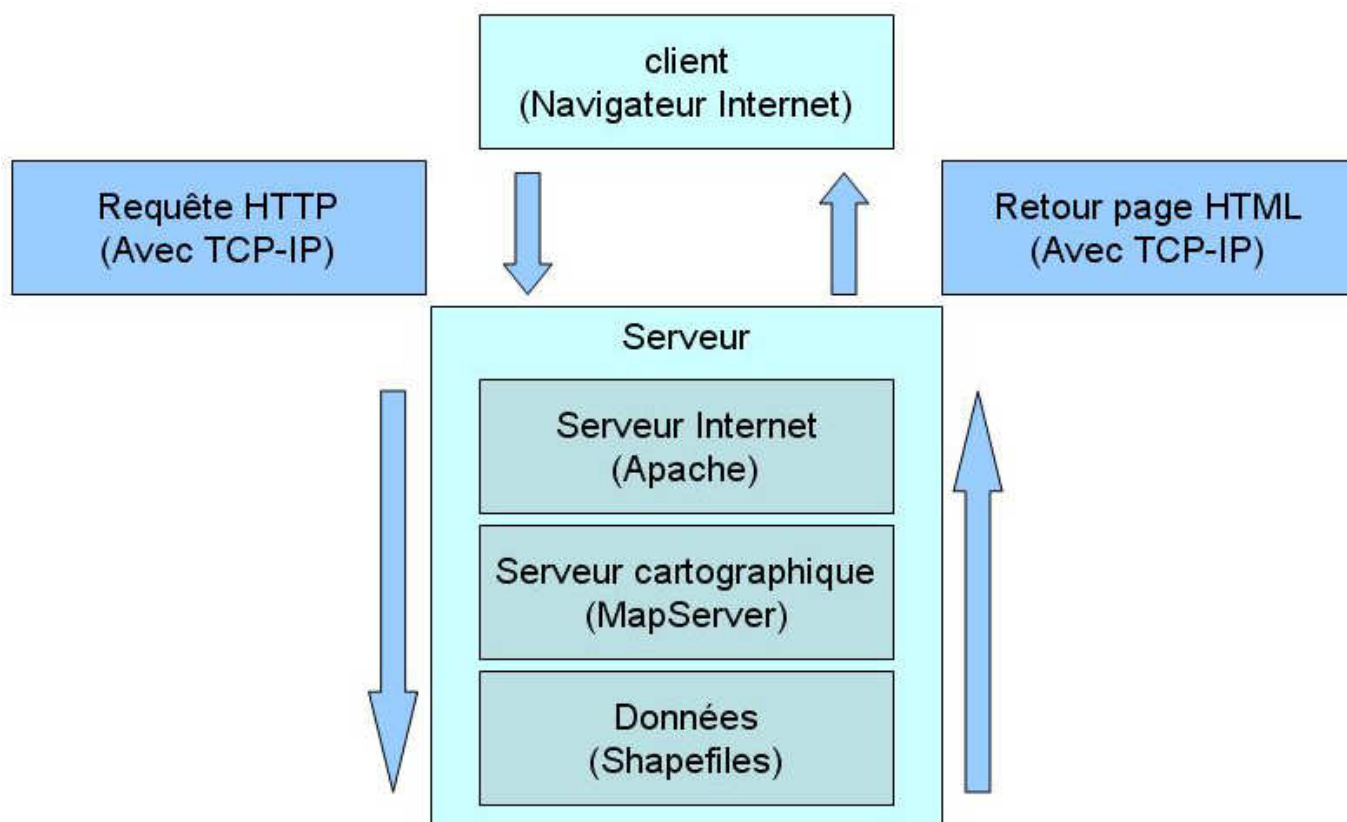 client
(Navigateur Internet)
Requête HTTP
(Avec TCP-IP)
Retour page HTML
(Avec TCP-IP)
Serveur
Serveur Internet
(Apache)
Serveur cartographique
(MapServer)
Données
(Shapefiles)